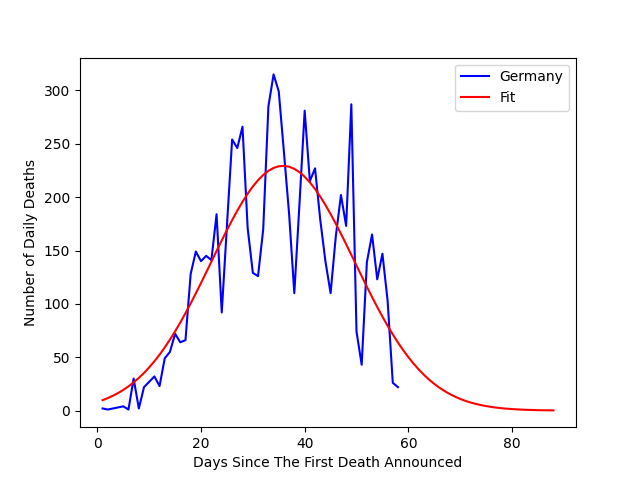 Germany
Fit
300
250
200
150
100
50
0
Number of Daily Deaths
0 20 40 60 80
Days Since The First Death Announced